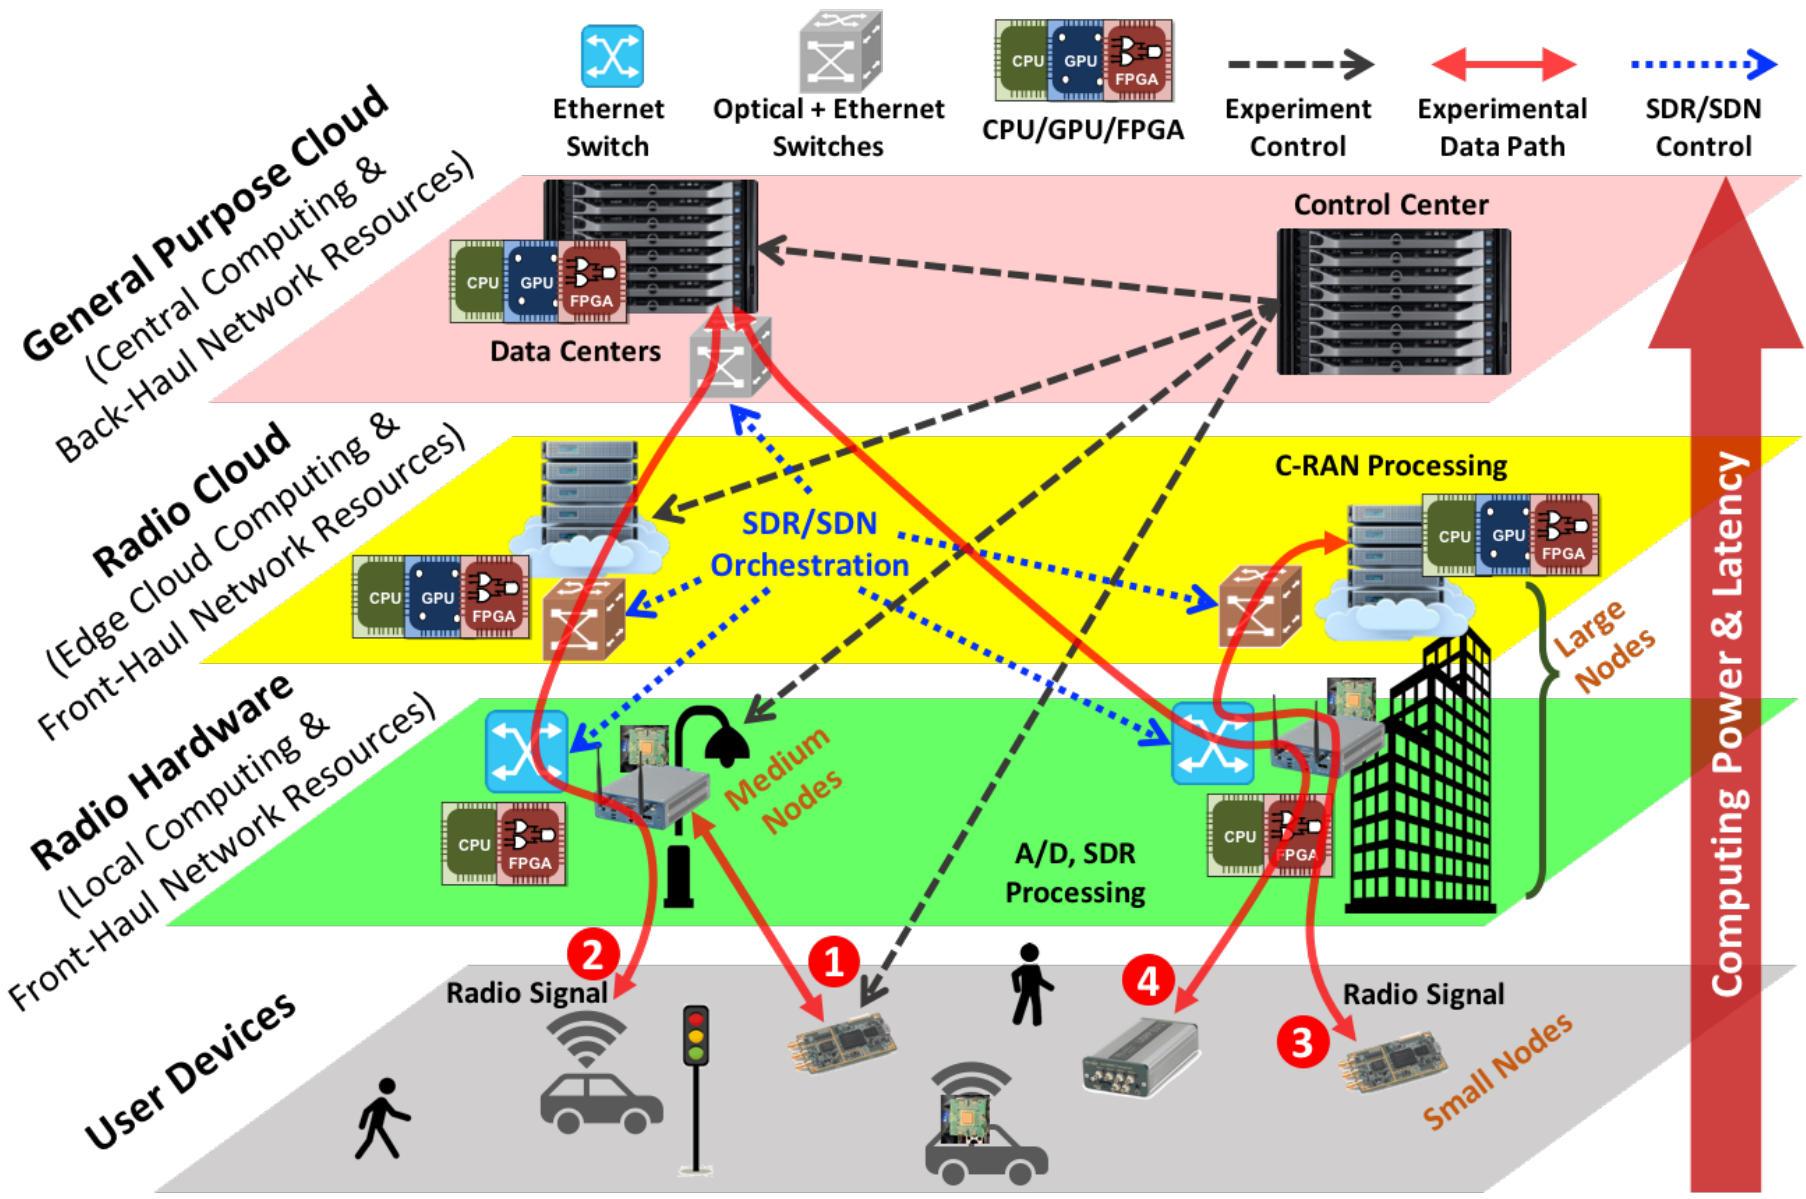 Ethernet
Switch
Optical + Ethernet
Switches
CPU
GPU
FPGA
CPU/GPU/FPGA
Experiment
Control
Experimental
Data Path
SDR/SDN
Control
General Purpose Cloud
(Central Computing &
Back-Haul Network Resources)
CPU
GPU
FPGA
Data Centers
Control Center
Radio Cloud
(Edge Cloud Computing &
Front-Haul Network Resources)
CPU
GPU
FPGA
SDR/SDN
Orchestration
C-RAN Processing
CPU
GPU
FPGA
Large
Nodes
Radio Hardware
(Local Computing &
Front-Haul Network Resources)
CPU
FPGA
Medium
Nodes
A/D, SDR
Processing
CPU
FPGA
User Devices
2
Radio Signal
1
4
3
Radio Signal
Small Nodes
Computing Power & Latency